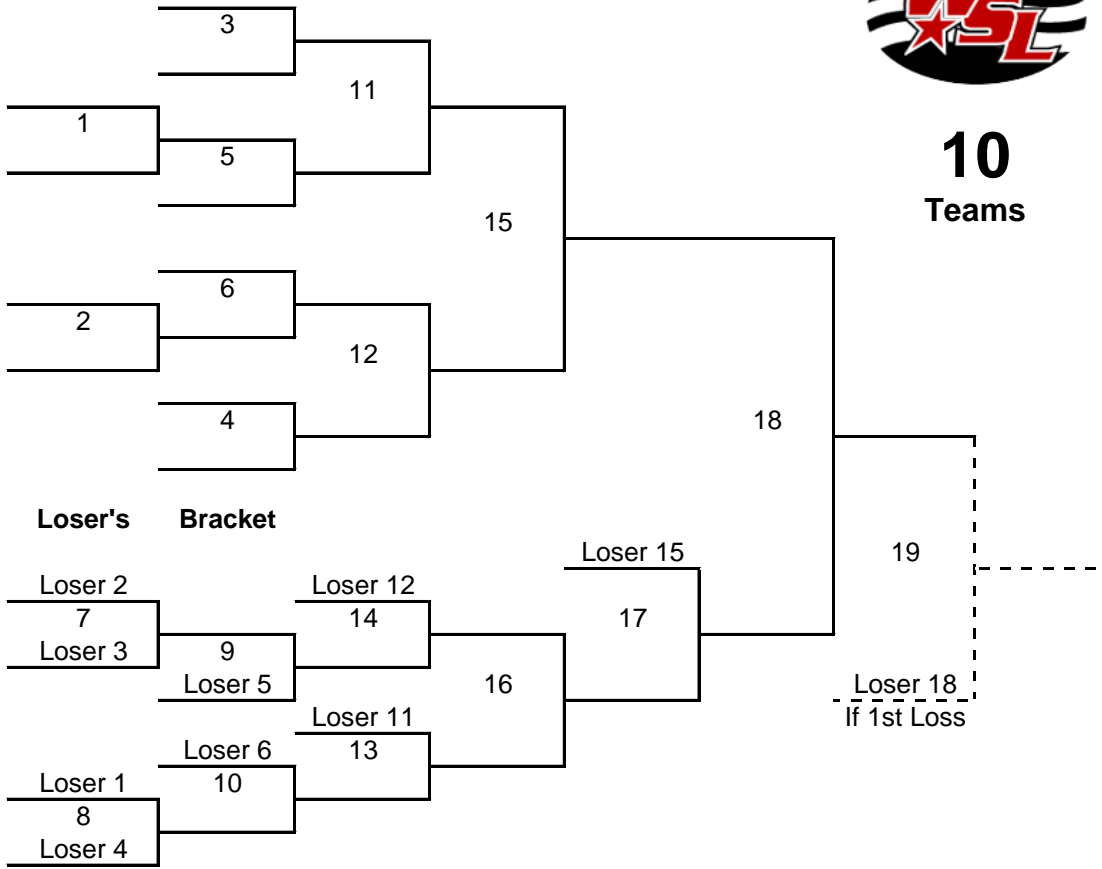 WSL
3
11
1
5
10
Teams
15
6
2
12
4
18
Loser's Bracket
19
Loser 15
Loser 2
Loser 12
7
14
17
Loser 3
9
Loser 5
16
Loser 18
If 1st Loss
Loser 11
Loser 6
13
Loser 1
10
8
Loser 4